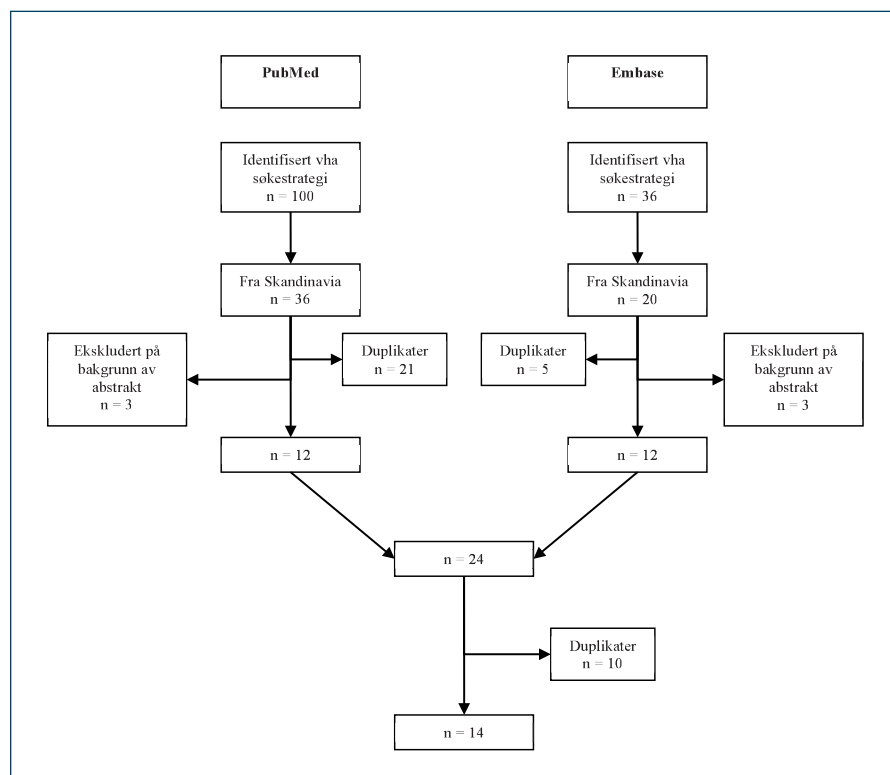 PubMed
Embase
Identifisert vha
søkestrategi
n = 100
Identifisert vha
søkestrategi
n = 36
Fra Skandinavia
n = 36
Fra Skandinavia
n = 20
Ekskludert på
bakgrunn av
abstrakt
n = 3
Duplikater
n = 21
Duplikater
n = 5
Ekskludert på
bakgrunn av
abstrakt
n = 3
n = 12
n = 12
n = 24
Duplikater
n = 10
n = 14